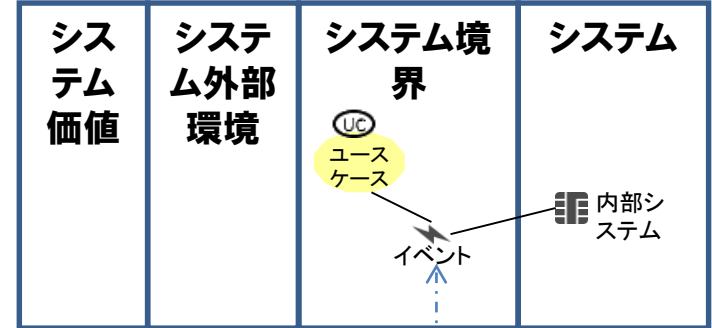 シス
テム
価値
システ
ム外部
環境
システム境
界
システム
UC
ユース
ケース
内部シ
ステム
イベント